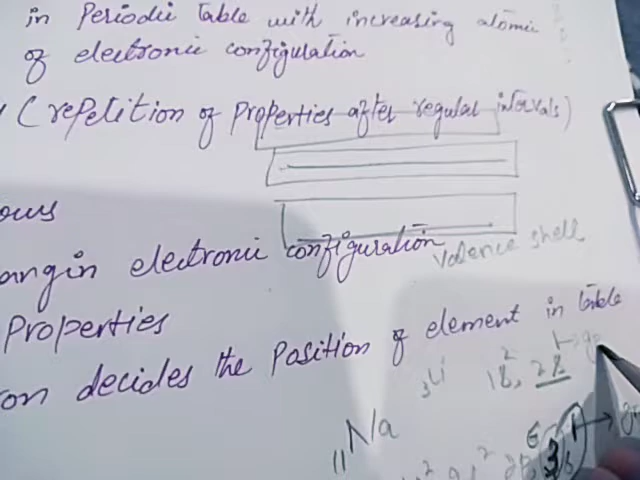 in Periodic table with increasing atomic
of electronic configuration
(repetition of properties after regular intervals)
ous
angin electronic configuration
Valence shell
Properties
on decides the position of element in table
₃Li 1s², 2s¹ →
₁₁Na
3s¹ →